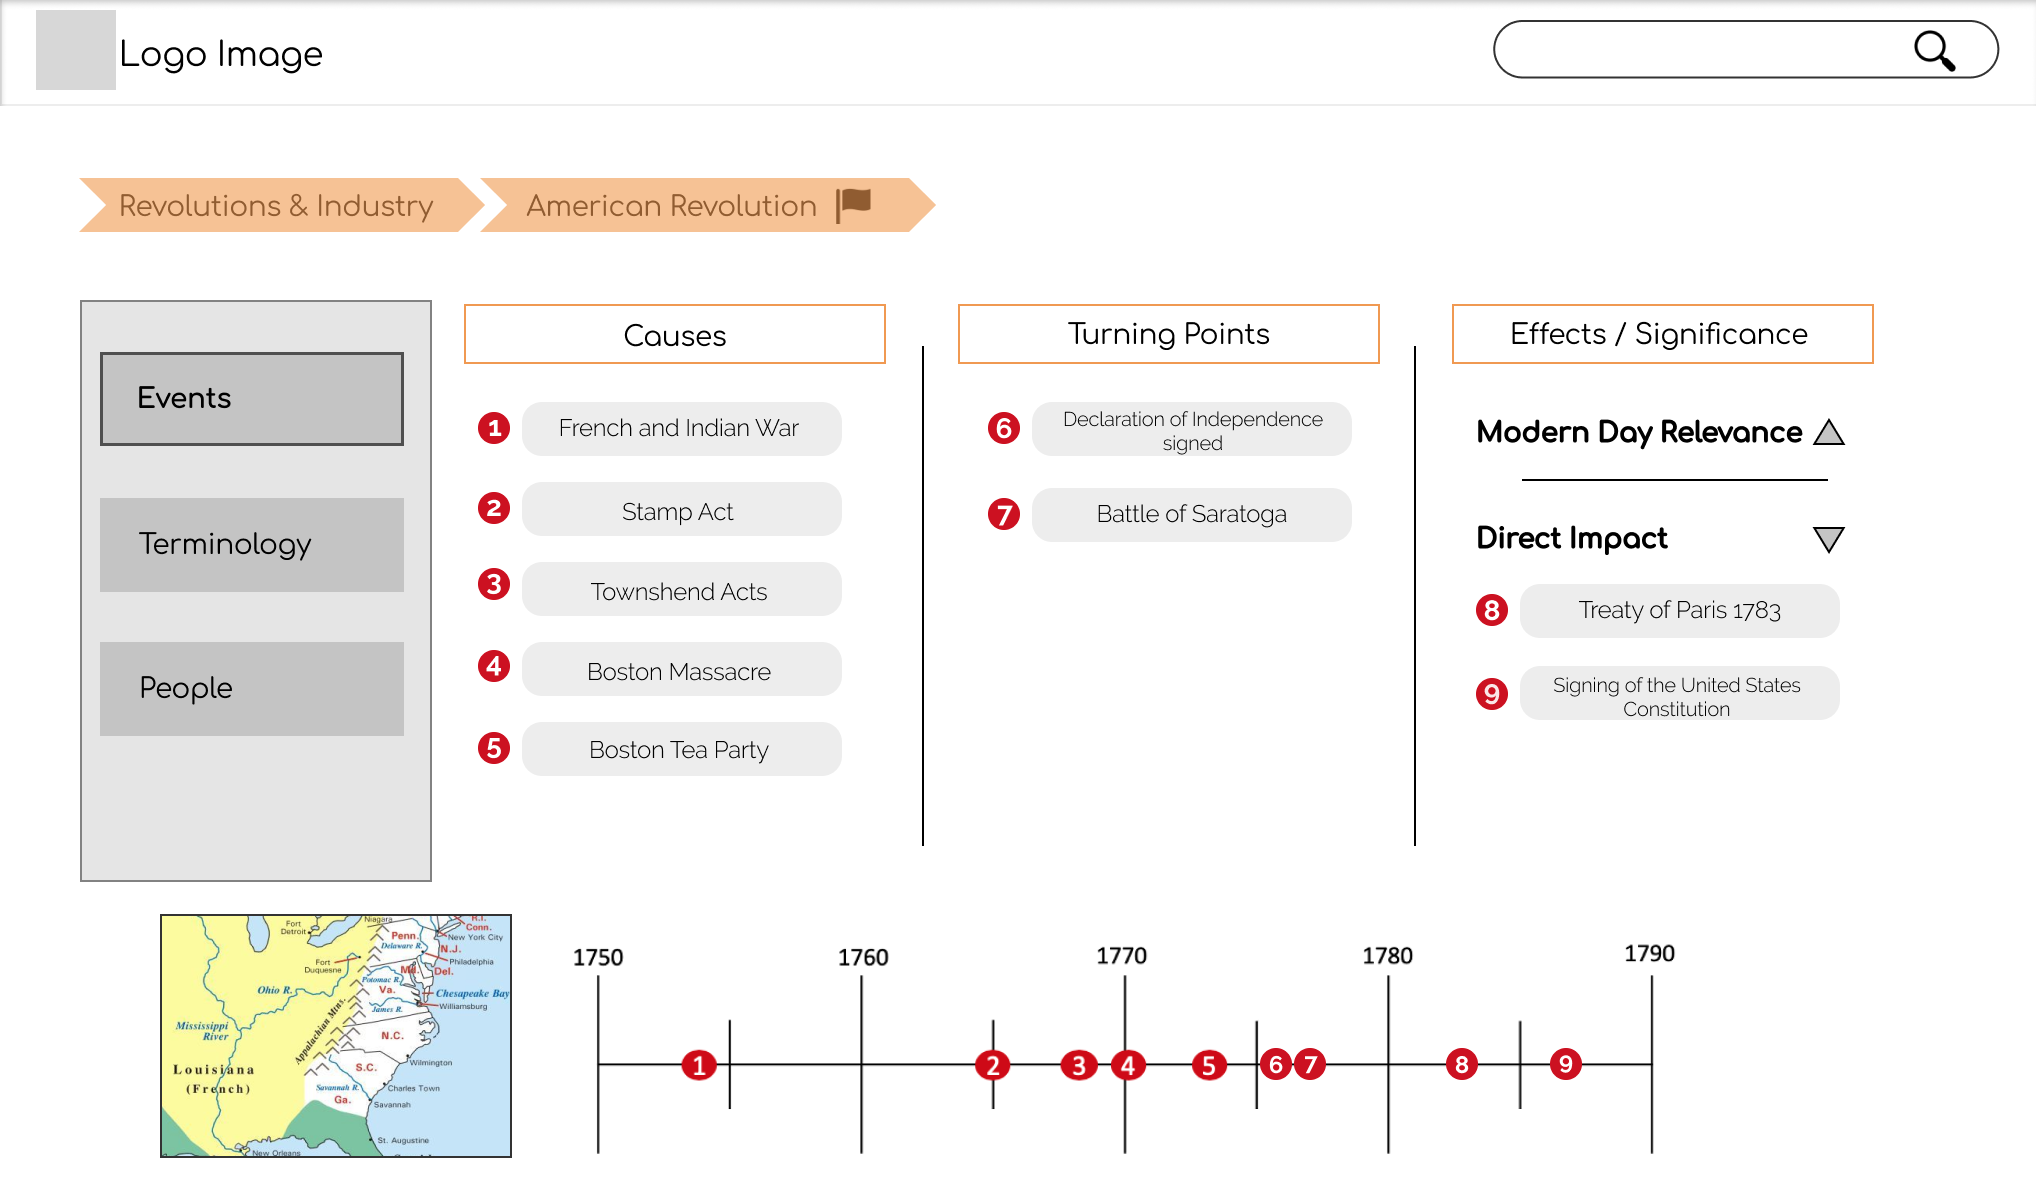 Logo Image
Revolutions & Industry
American Revolution
Events
Terminology
People
Causes
1 French and Indian War
2 Stamp Act
3 Townshend Acts
4 Boston Massacre
5 Boston Tea Party
Turning Points
6 Declaration of Independence
signed
7 Battle of Saratoga
Effects / Significance
Modern Day Relevance
Direct Impact
8 Treaty of Paris 1783
9 Signing of the United States
Constitution
Niagara
Fort
Detroit
R.I.
Conn.
New York City
Penn.
Delaware R.
N.J.
Philadelphia
Fort
Duquesne
Md.
Del.
Potomac R.
Ohio R.
Va.
Chesapeake Bay
Williamsburg
James R.
Appalachian Mtns.
Mississippi
River
N.C.
Wilmington
Louisiana
(French)
S.C.
Savannah R.
Charles Town
Ga.
Savannah
St. Augustine
New Orleans
1750
1760
1770
1780
1790
1
2
3
4
5
6
7
8
9